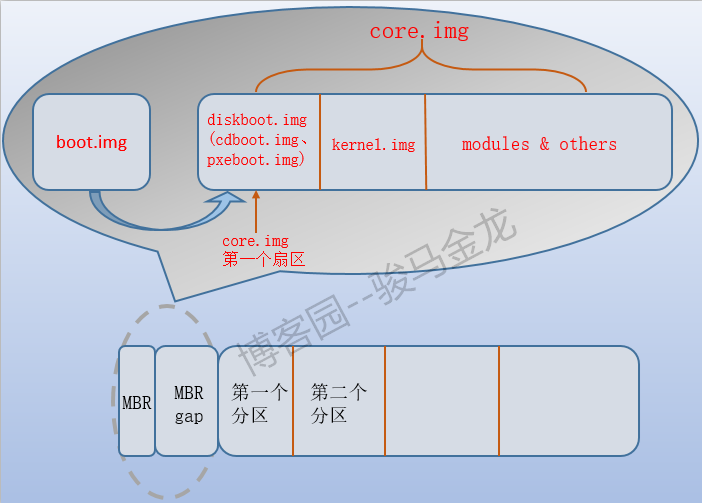 core.img
boot.img
diskboot.img
(cdboot.img、
pxeboot.img)
kernel.img
modules & others
core.img
第一个扇区
博客园--骏马金龙
MBR
MBR
gap
第一个
分区
第二个
分区